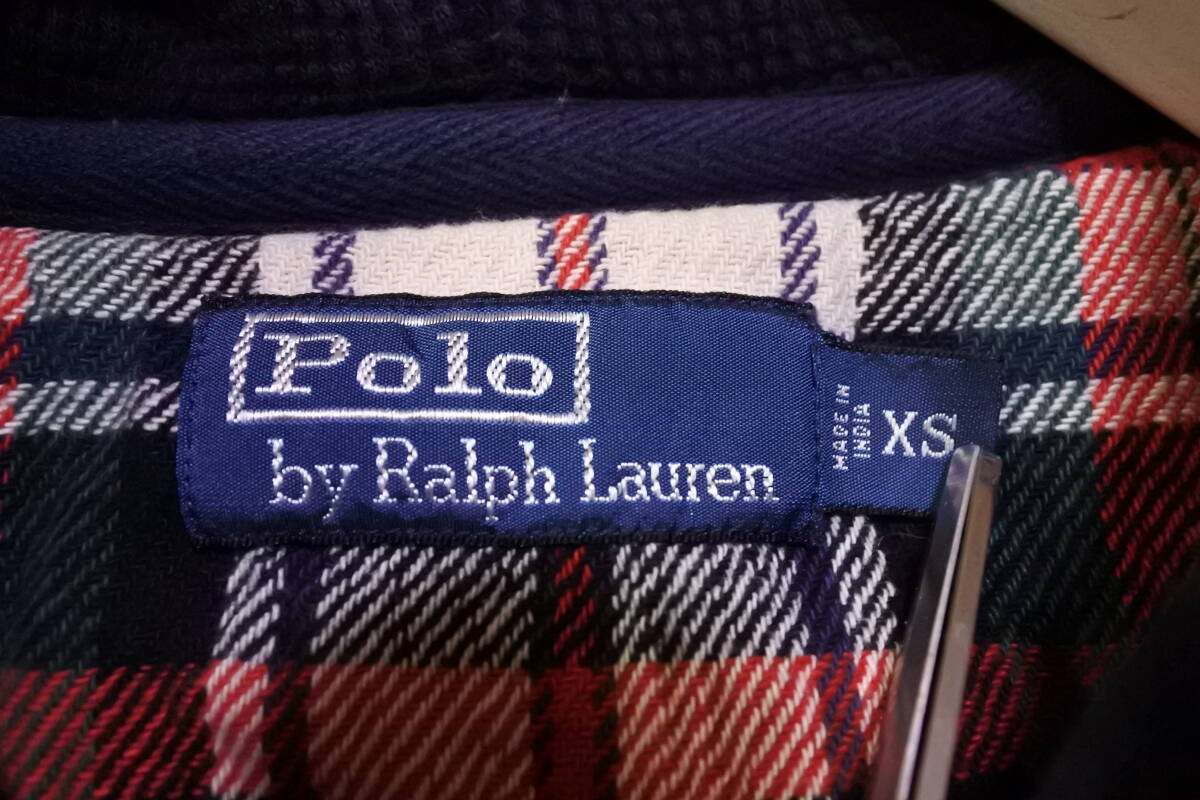 Polo
by Ralph Lauren
MADE IN
INDIA
XS